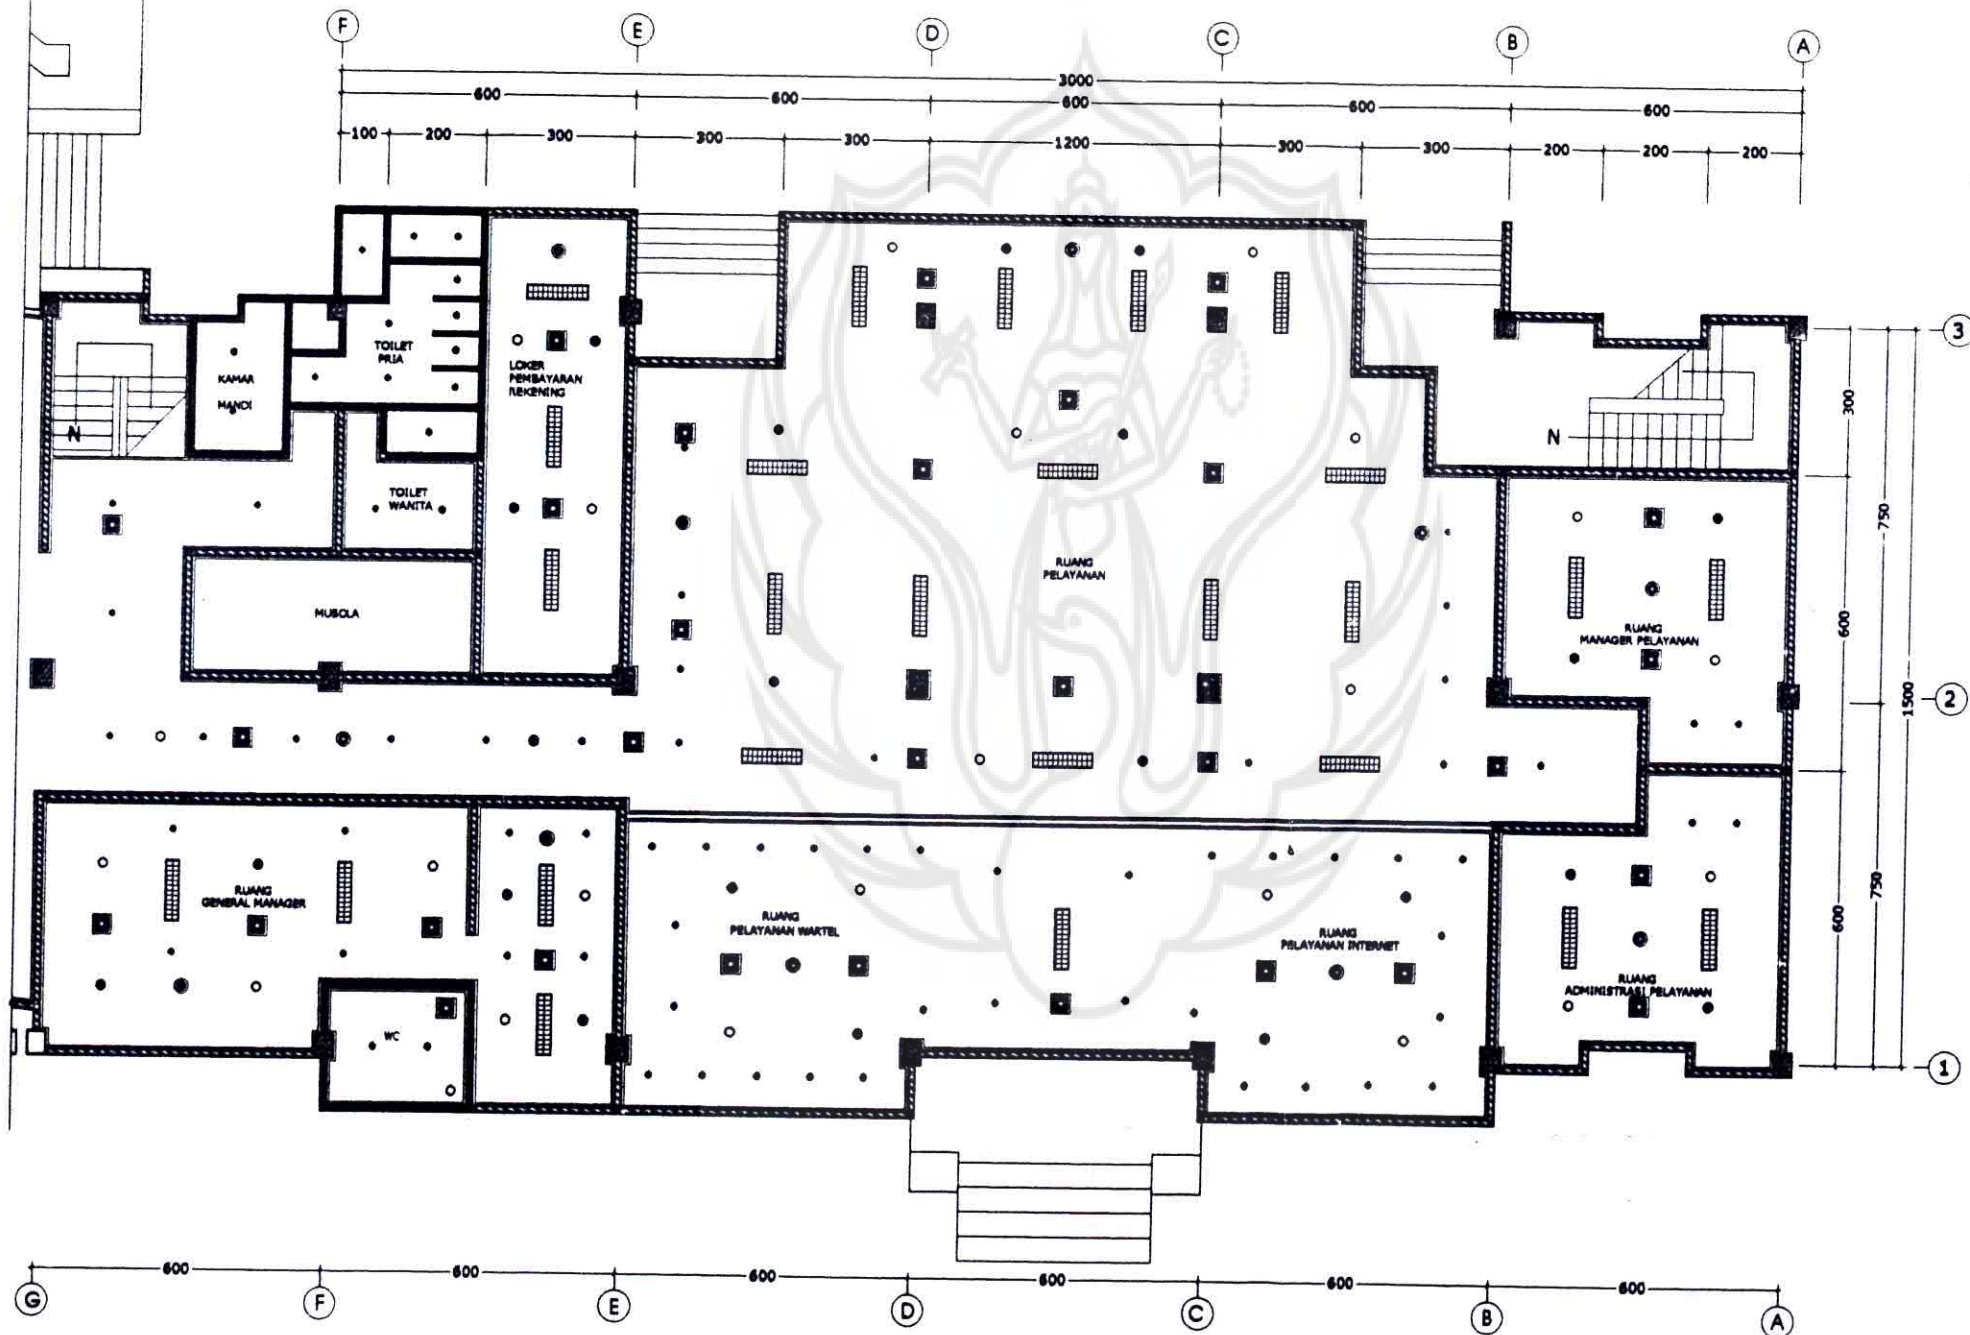 F
E
D
C
B
A
3000
600
600
600
600
600
100
200
300
300
300
1200
300
300
200
200
200
3
TOILET
PRIA
LOKER
PEMBAYARAN
REKENING
KAMAR
MANDI
300
N
N
TOILET
WANITA
750
RUANG
PELAYANAN
MUSOLA
600
RUANG
MANAGER PELAYANAN
2
1500
RUANG
GENERAL MANAGER
750
RUANG
PELAYANAN WARTEL
RUANG
PELAYANAN INTERNET
600
RUANG
ADMINISTRASI PELAYANAN
WC
1
600
600
600
600
600
600
G
F
E
D
C
B
A